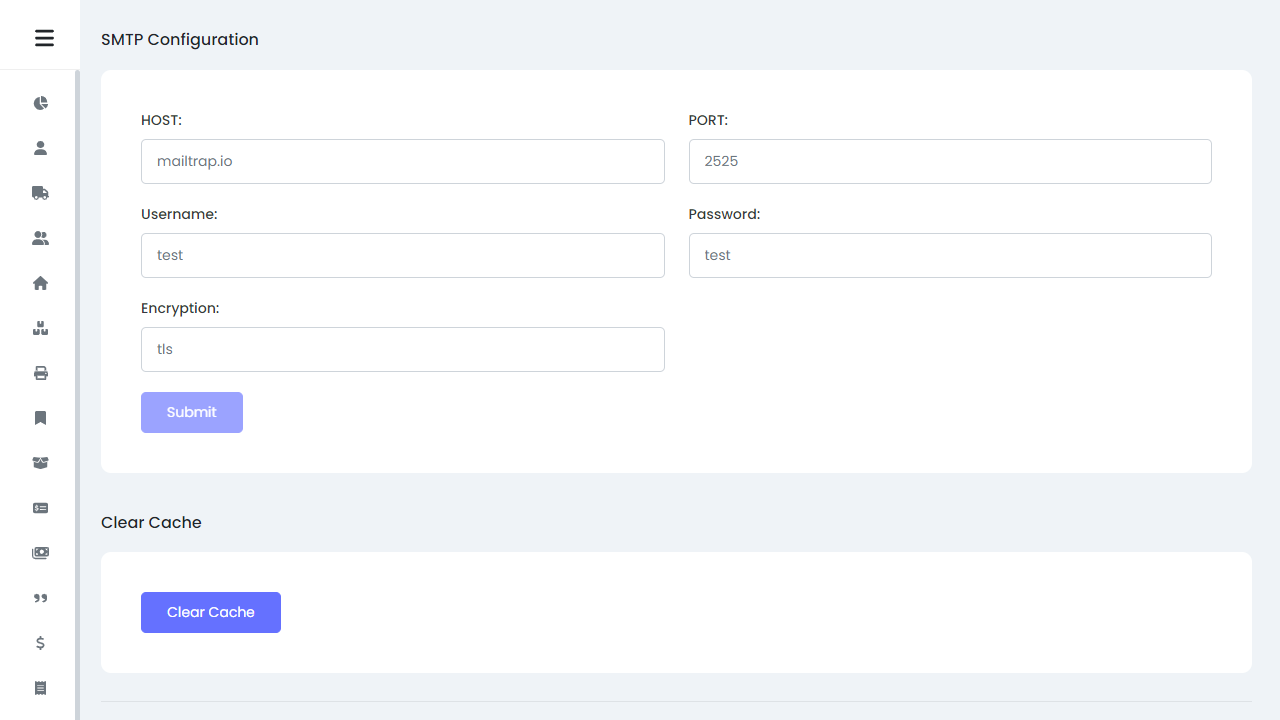 SMTP Configuration
HOST:
PORT:
mailtrap.io
2525
Username:
Password:
test
test
Encryption:
tls
Submit
Clear Cache
Clear Cache